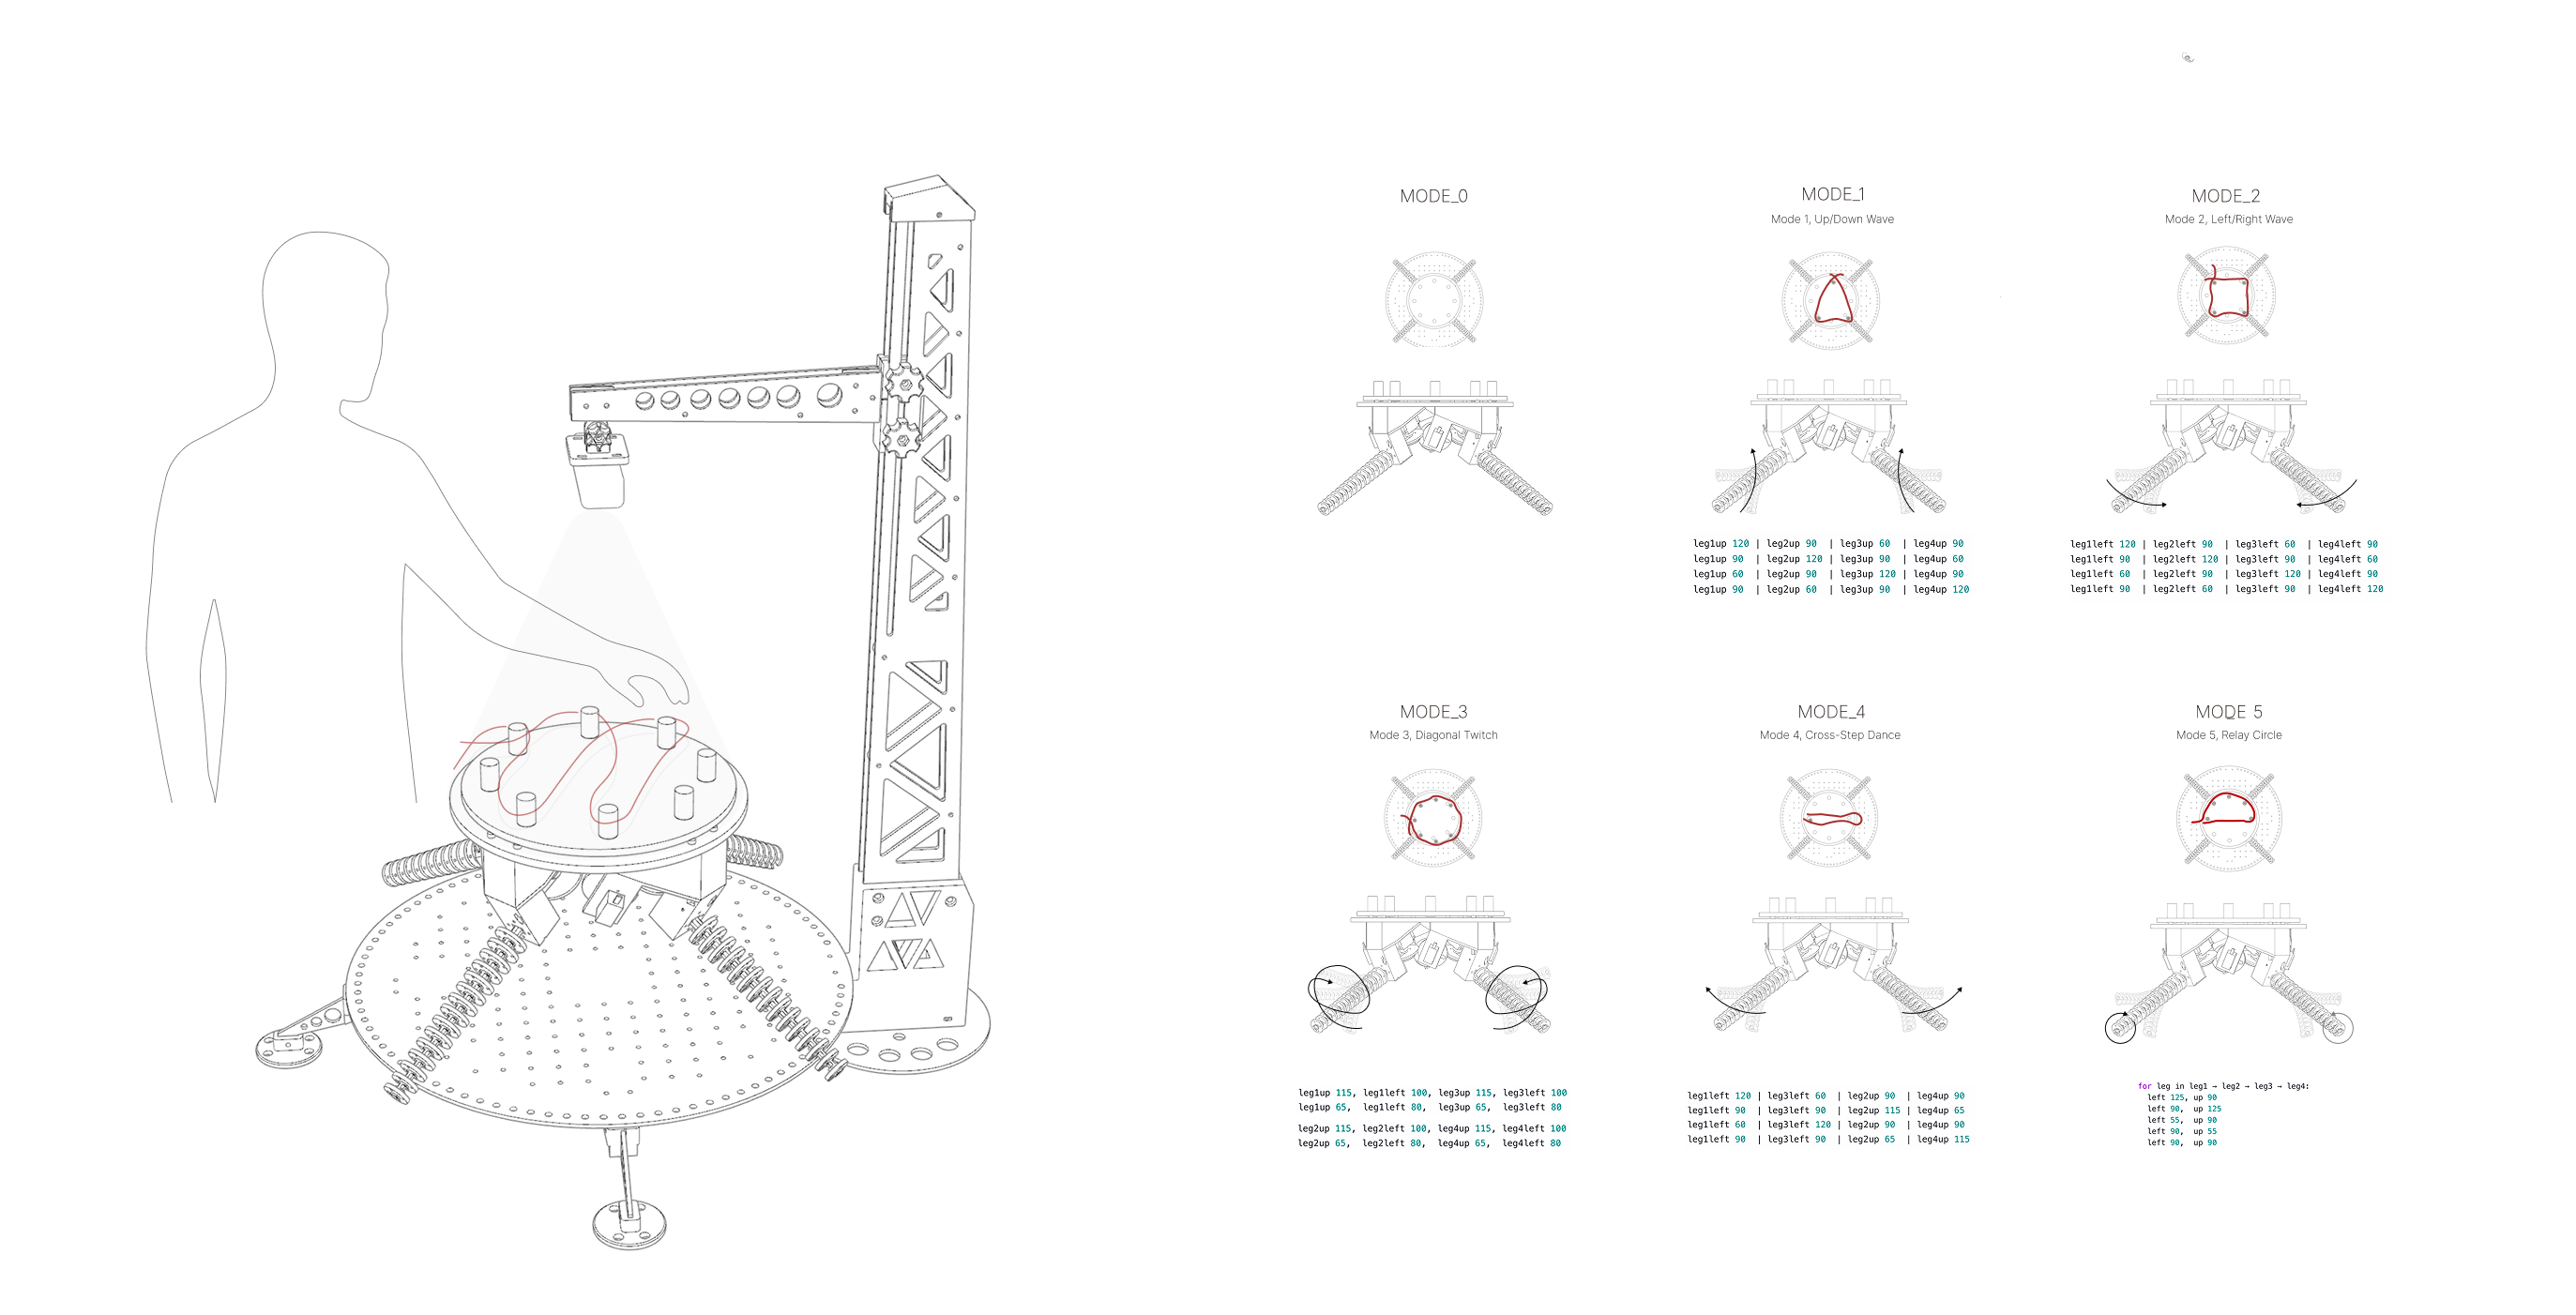 MODE_0
MODE_1
Mode 1, Up/Down Wave
leg1up 120 | leg2up 90 | leg3up 60 | leg4up 90
leg1up 90 | leg2up 120 | leg3up 90 | leg4up 60
leg1up 60 | leg2up 90 | leg3up 120 | leg4up 90
leg1up 90 | leg2up 60 | leg3up 90 | leg4up 120
MODE_2
Mode 2, Left/Right Wave
leg1left 120 | leg2left 90 | leg3left 60 | leg4left 90
leg1left 90 | leg2left 120 | leg3left 90 | leg4left 60
leg1left 60 | leg2left 90 | leg3left 120 | leg4left 90
leg1left 90 | leg2left 60 | leg3left 90 | leg4left 120
MODE_3
Mode 3, Diagonal Twitch
leg1up 115, leg1left 100, leg3up 115, leg3left 100
leg1up 65, leg1left 80, leg3up 65, leg3left 80
leg2up 115, leg2left 100, leg4up 115, leg4left 100
leg2up 65, leg2left 80, leg4up 65, leg4left 80
MODE_4
Mode 4, Cross-Step Dance
leg1left 120 | leg3left 60 | leg2up 90 | leg4up 90
leg1left 90 | leg3left 90 | leg2up 115 | leg4up 65
leg1left 60 | leg3left 120 | leg2up 90 | leg4up 90
leg1left 90 | leg3left 90 | leg2up 65 | leg4up 115
MODE 5
Mode 5, Relay Circle
for leg in leg1 → leg2 → leg3 → leg4:
left 125, up 90
left 90, up 125
left 55, up 90
left 90, up 55
left 90, up 90